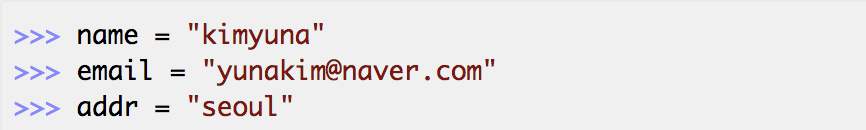 >>> name = "kimyuna"
>>> email = "yunakim@naver.com"
>>> addr = "seoul"